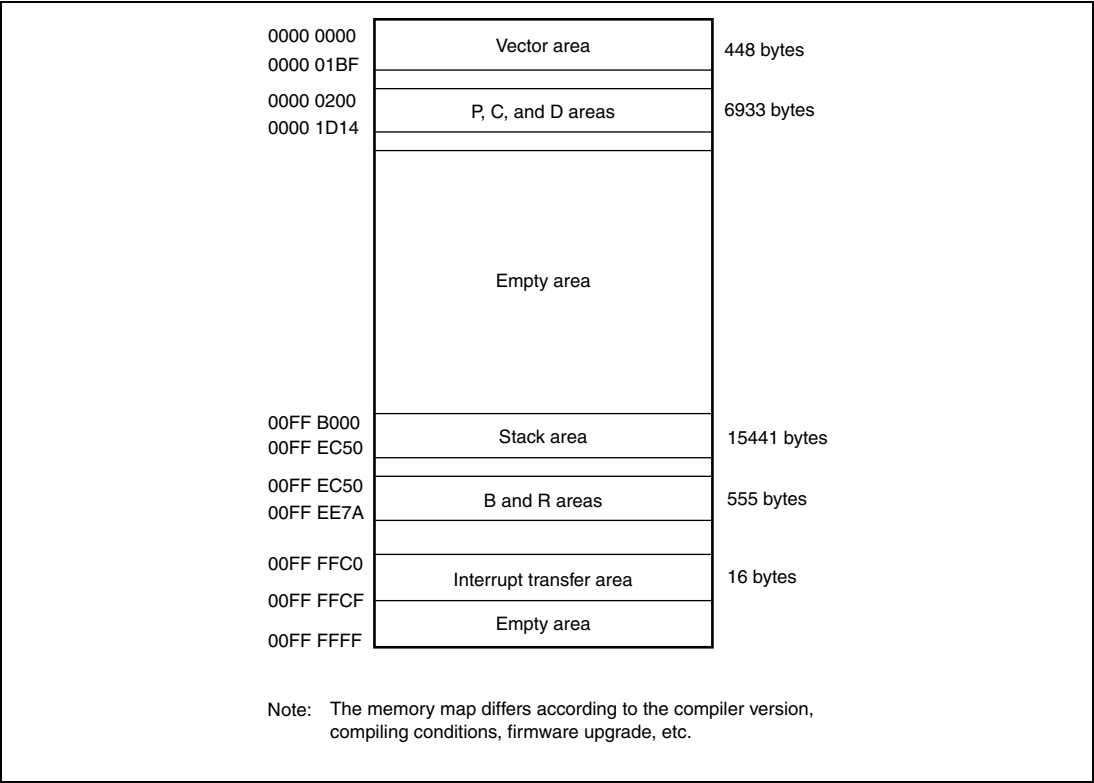 0000 0000
Vector area
448 bytes
0000 01BF
0000 0200
P, C, and D areas
6933 bytes
0000 1D14
Empty area
00FF B000
Stack area
15441 bytes
00FF EC50
00FF EC50
B and R areas
555 bytes
00FF EE7A
00FF FFC0
Interrupt transfer area
16 bytes
00FF FFCF
Empty area
00FF FFFF
Note: The memory map differs according to the compiler version,
compiling conditions, firmware upgrade, etc.